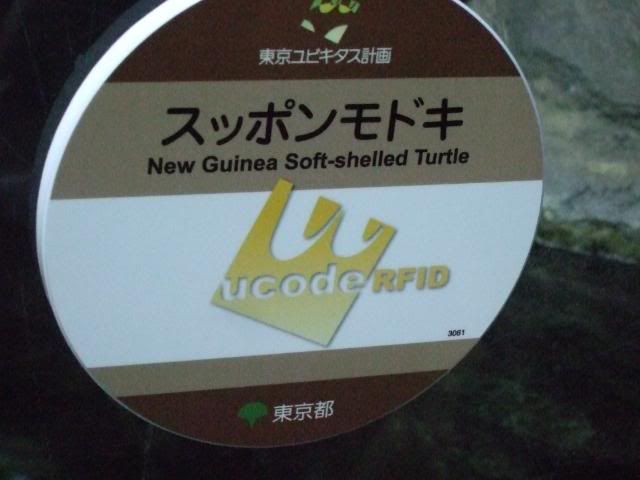 東京ユビキタス計画
スッポンモドキ
New Guinea Soft-shelled Turtle
ucode RFID
3061
東京都